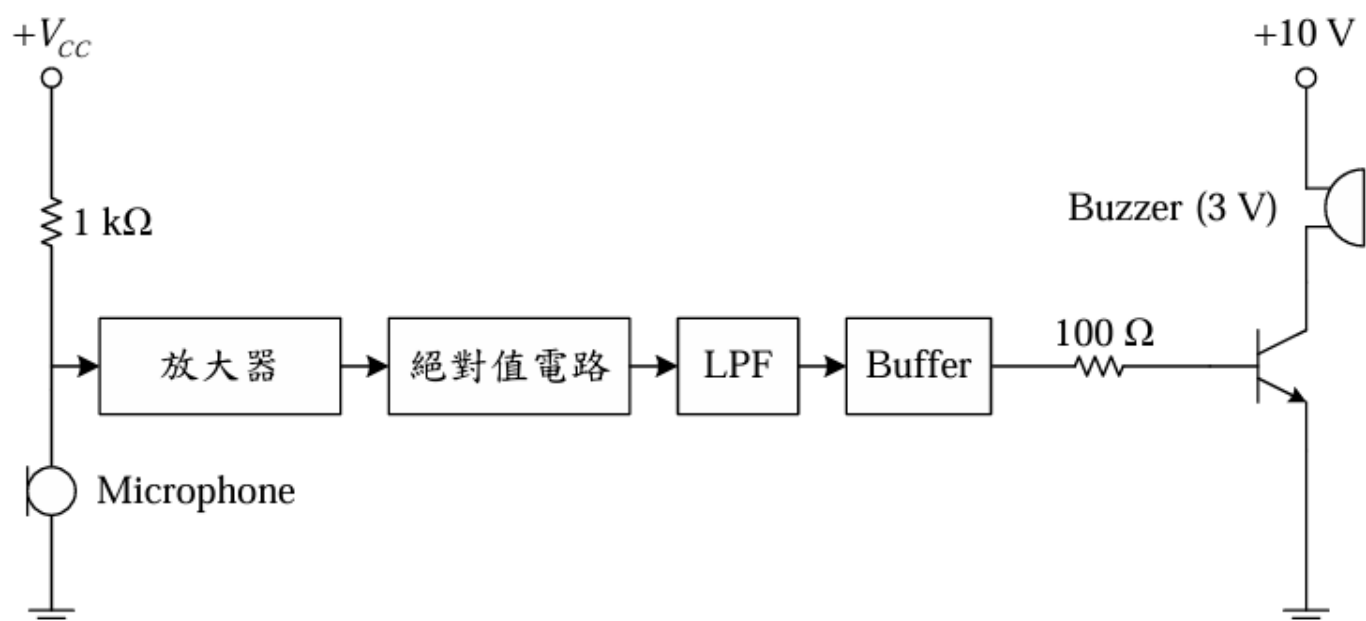 +V_CC
+10 V
1 kΩ
Buzzer (3 V)
100 Ω
放大器
絕對值電路
LPF
Buffer
Microphone